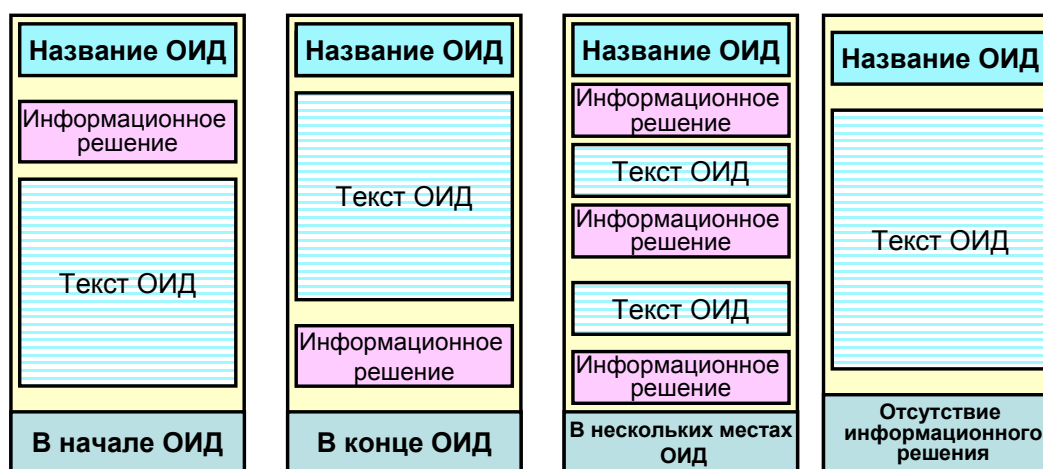 Название ОИД
Информационное
решение
Текст ОИД
В начале ОИД
Название ОИД
Текст ОИД
Информационное
решение
В конце ОИД
Название ОИД
Информационное
решение
Текст ОИД
Информационное
решение
Текст ОИД
Информационное
решение
В нескольких местах
ОИД
Название ОИД
Текст ОИД
Отсутствие
информационного
решения